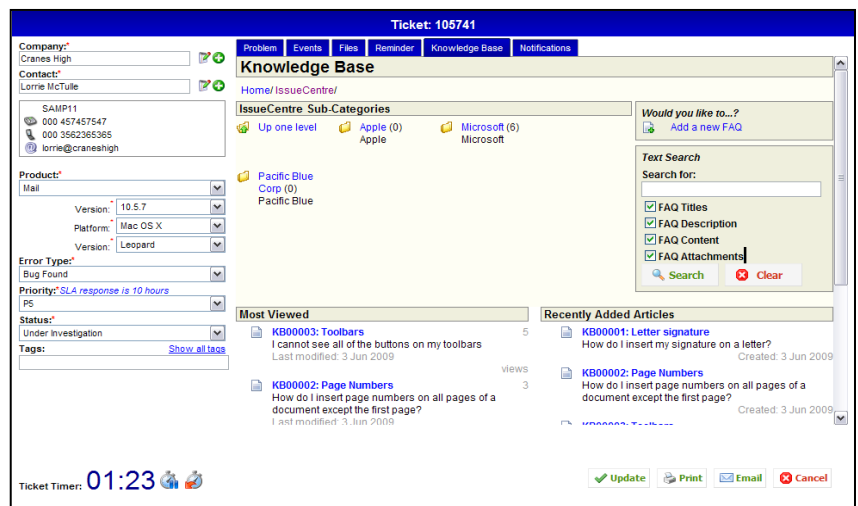 Ticket: 105741
Company:*
Cranes High
Contact:*
Lorrie McTulle
SAMP11
000 457457547
000 3562365365
lorrie@craneshigh
Product:*
Mail
Version:* 10.5.7
Platform:* Mac OS X
Version:* Leopard
Error Type:*
Bug Found
Priority:* SLA response is 10 hours
P5
Status:*
Under Investigation
Tags: Show all tags
Ticket Timer: 01:23
Problem Events Files Reminder Knowledge Base Notifications
Knowledge Base
Home/ IssueCentre/
IssueCentre Sub-Categories
Up one level Apple (0) Microsoft (6)
Apple Microsoft
Pacific Blue
Corp (0)
Pacific Blue
Would you like to...?
Add a new FAQ
Text Search
Search for:
FAQ Titles
FAQ Description
FAQ Content
FAQ Attachments
Search Clear
Most Viewed
KB00003: Toolbars 5
I cannot see all of the buttons on my toolbars
Last modified: 3 Jun 2009
views
KB00002: Page Numbers 3
How do I insert page numbers on all pages of a
document except the first page?
Last modified: 3 Jun 2009
Recently Added Articles
KB00001: Letter signature
How do I insert my signature on a letter?
Created: 3 Jun 2009
KB00002: Page Numbers
How do I insert page numbers on all pages of a
document except the first page?
Created: 3 Jun 2009
KB00003: Toolbars
Update Print Email Cancel